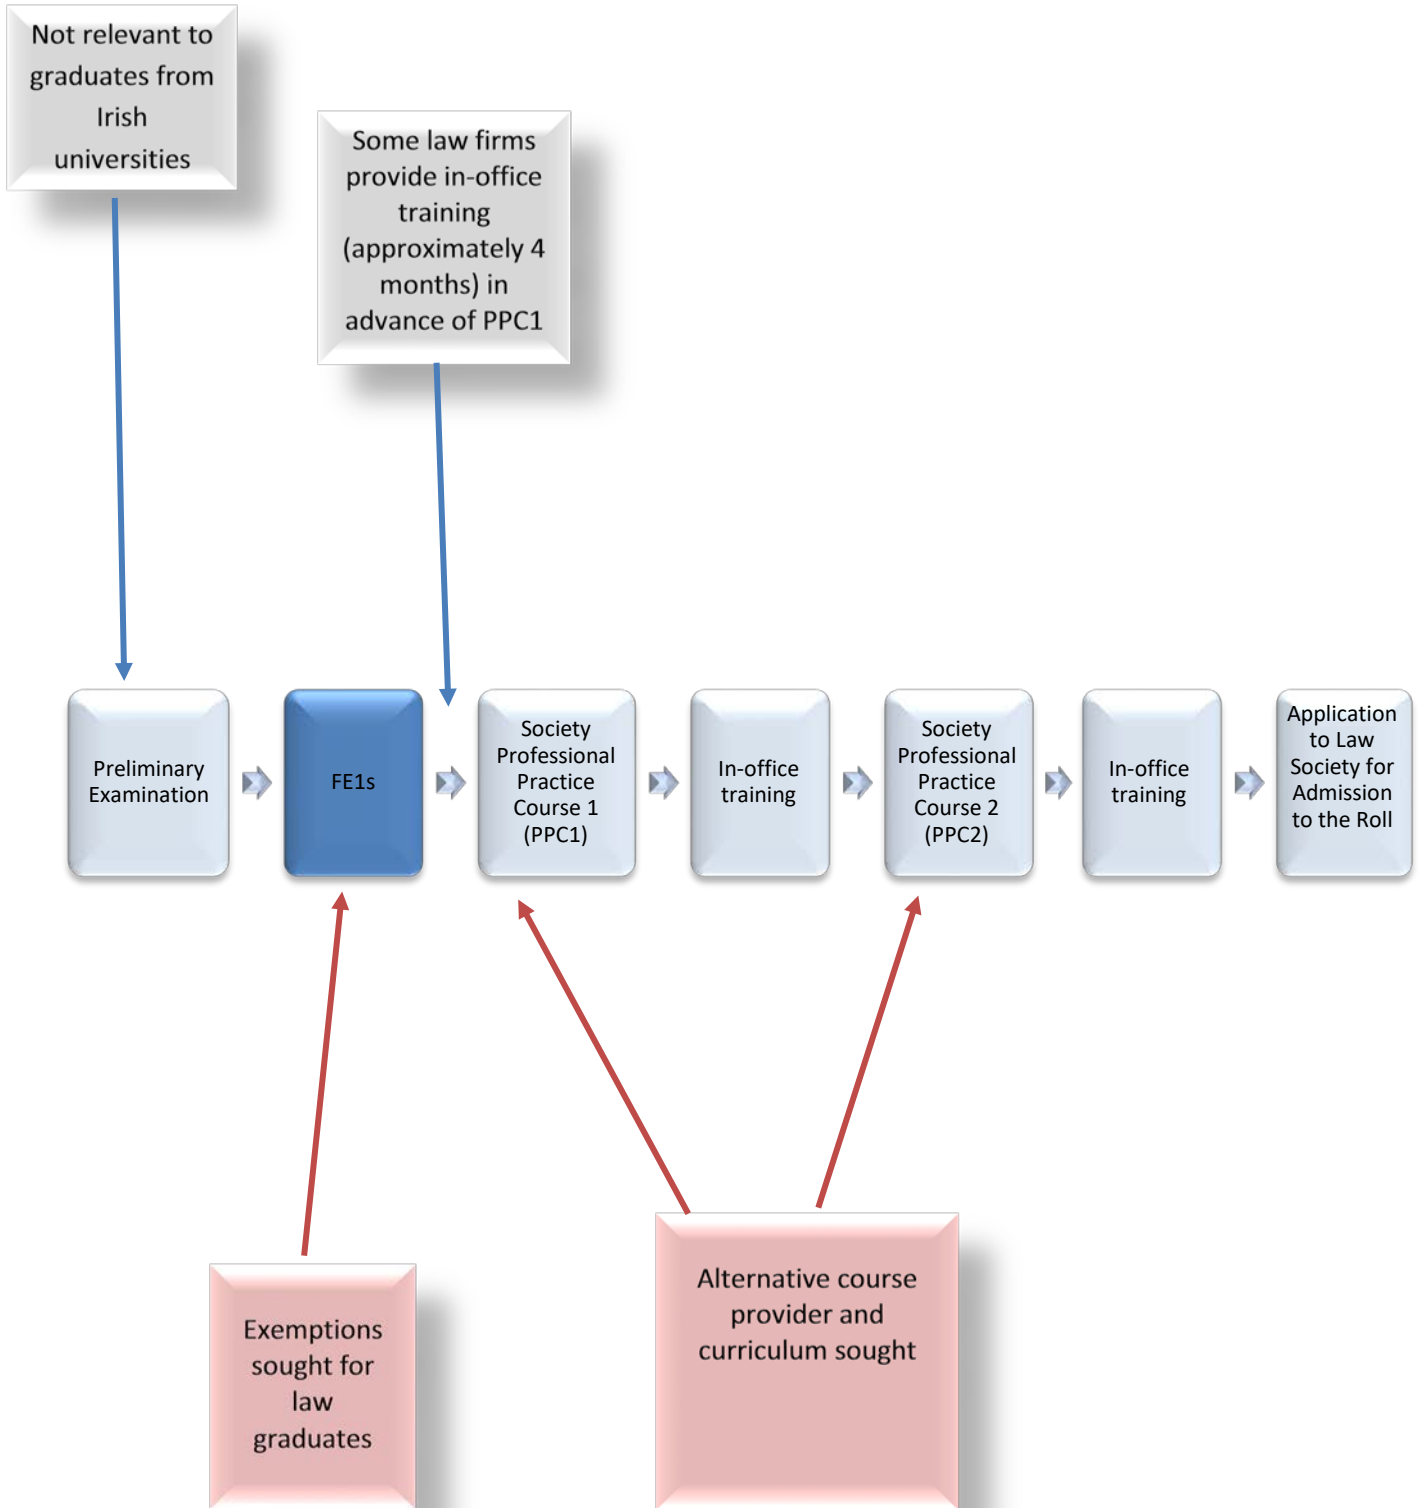 Not relevant to
graduates from
Irish
universities
Some law firms
provide in-office
training
(approximately 4
months) in
advance of PPC1
Preliminary
Examination
FE1s
Society
Professional
Practice
Course 1
(PPC1)
In-office
training
Society
Professional
Practice
Course 2
(PPC2)
In-office
training
Application
to Law
Society for
Admission
to the Roll
Exemptions
sought for
law
graduates
Alternative course
provider and
curriculum sought